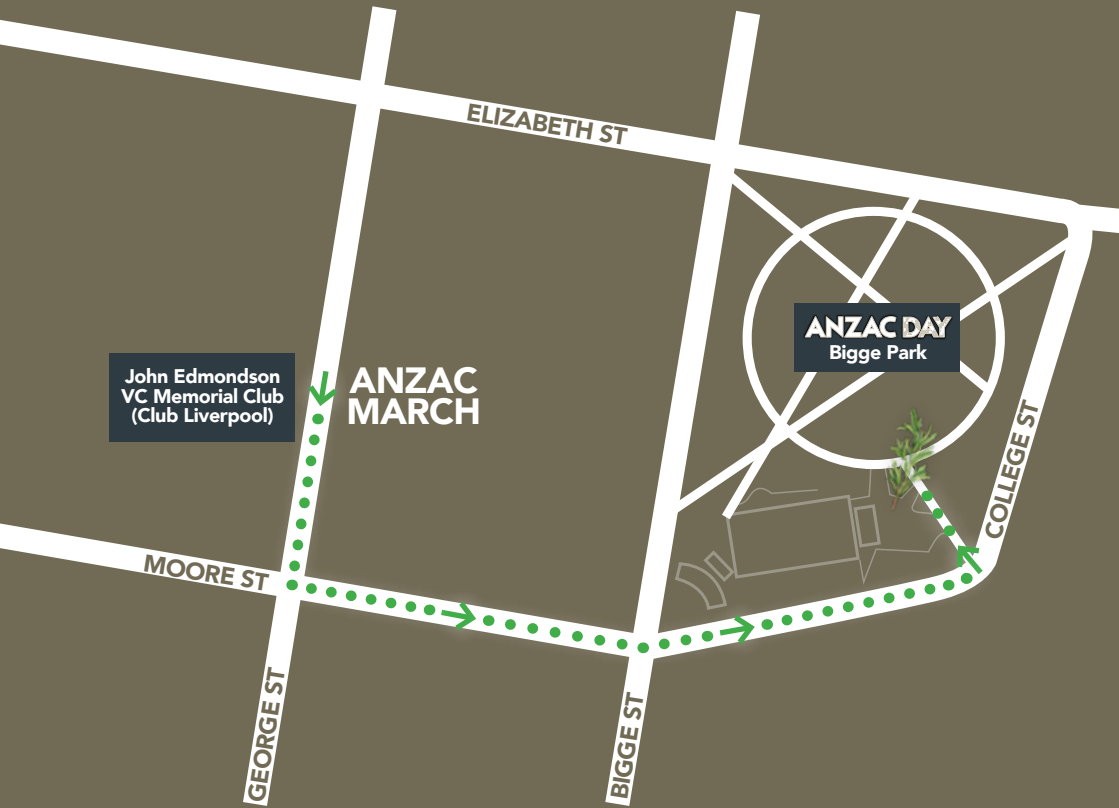 ELIZABETH ST
ANZAC DAY
Bigge Park
John Edmondson
VC Memorial Club
(Club Liverpool)
ANZAC
MARCH
COLLEGE ST
MOORE ST
GEORGE ST
BIGGE ST